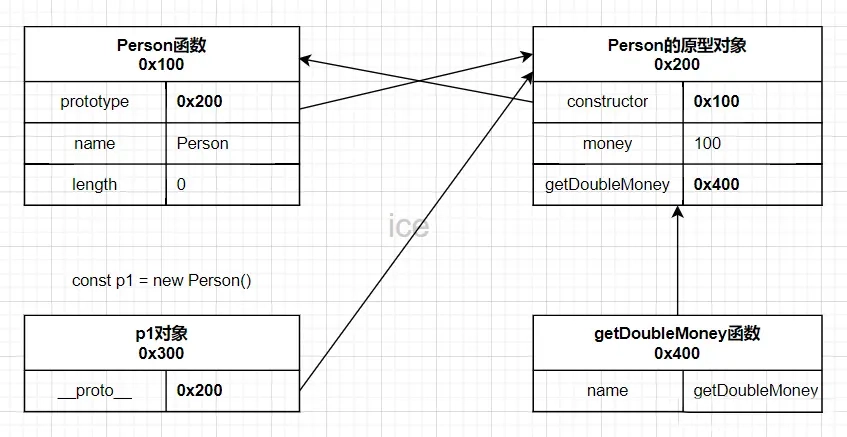 Person函数
0x100
prototype 0x200
name Person
length 0
Person的原型对象
0x200
constructor 0x100
money 100
getDoubleMoney 0x400
ice
const p1 = new Person()
p1对象
0x300
__proto__ 0x200
getDoubleMoney函数
0x400
name getDoubleMoney